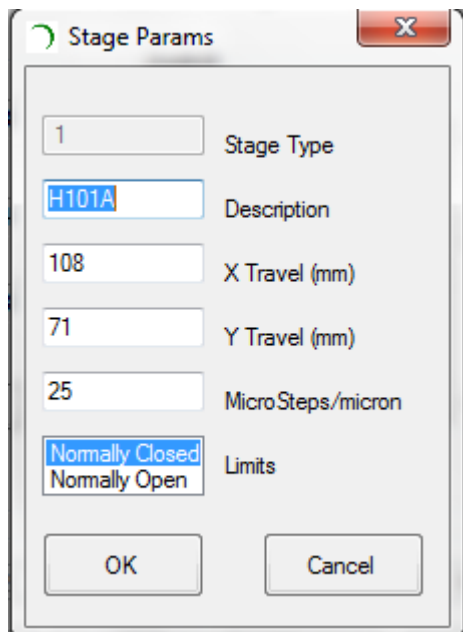 Stage Params
1
Stage Type
H101A
Description
108
X Travel (mm)
71
Y Travel (mm)
25
MicroSteps/micron
Normally Closed
Normally Open
Limits
OK
Cancel